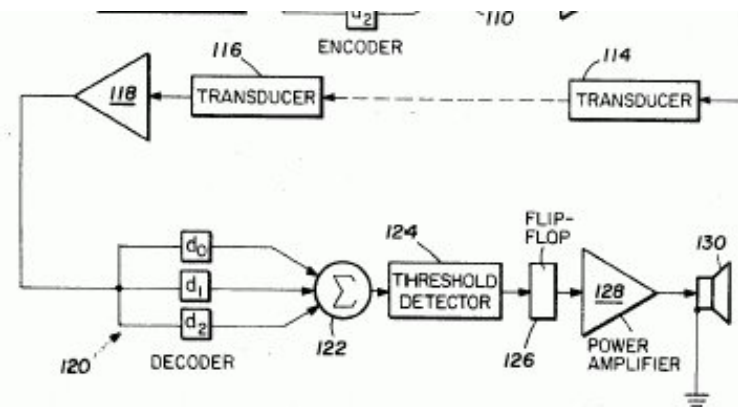 d2
110
ENCODER
116
114
118
TRANSDUCER
TRANSDUCER
FLIP-
FLOP
124
130
d0
d1
d2
Σ
THRESHOLD
DETECTOR
128
122
126
POWER
AMPLIFIER
120
DECODER